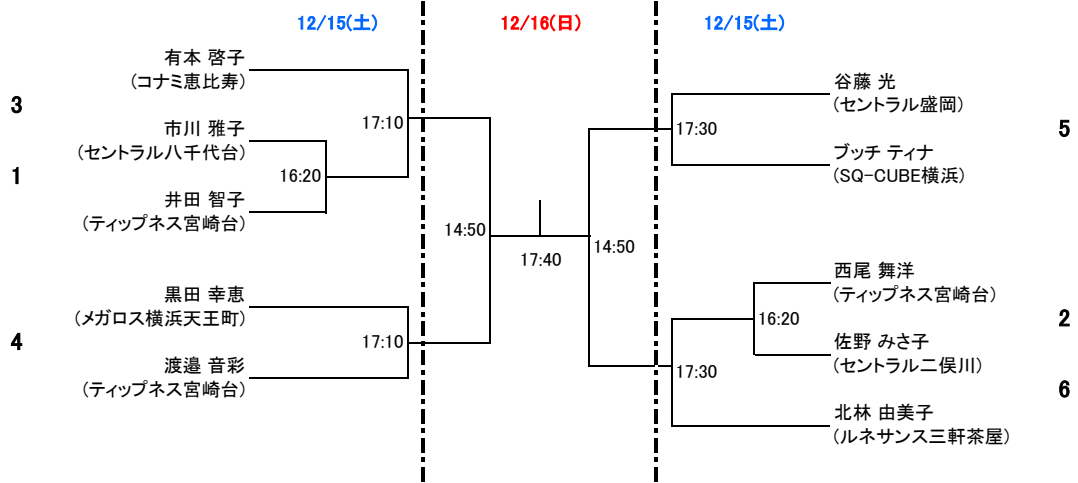 12/15(土)
12/16(日)
12/15(土)
有本 啓子
(コナミ恵比寿)
3
17:10
市川 雅子
(セントラル八千代台)
1
16:20
井田 智子
(ティップネス宮崎台)
14:50
黒田 幸恵
(メガロス横浜天王町)
4
17:10
渡邉 音彩
(ティップネス宮崎台)
17:40
谷藤 光
(セントラル盛岡)
17:30
5
ブッチ ティナ
(SQ-CUBE横浜)
14:50
西尾 舞洋
(ティップネス宮崎台)
16:20
2
佐野 みさ子
(セントラル二俣川)
17:30
6
北林 由美子
(ルネサンス三軒茶屋)